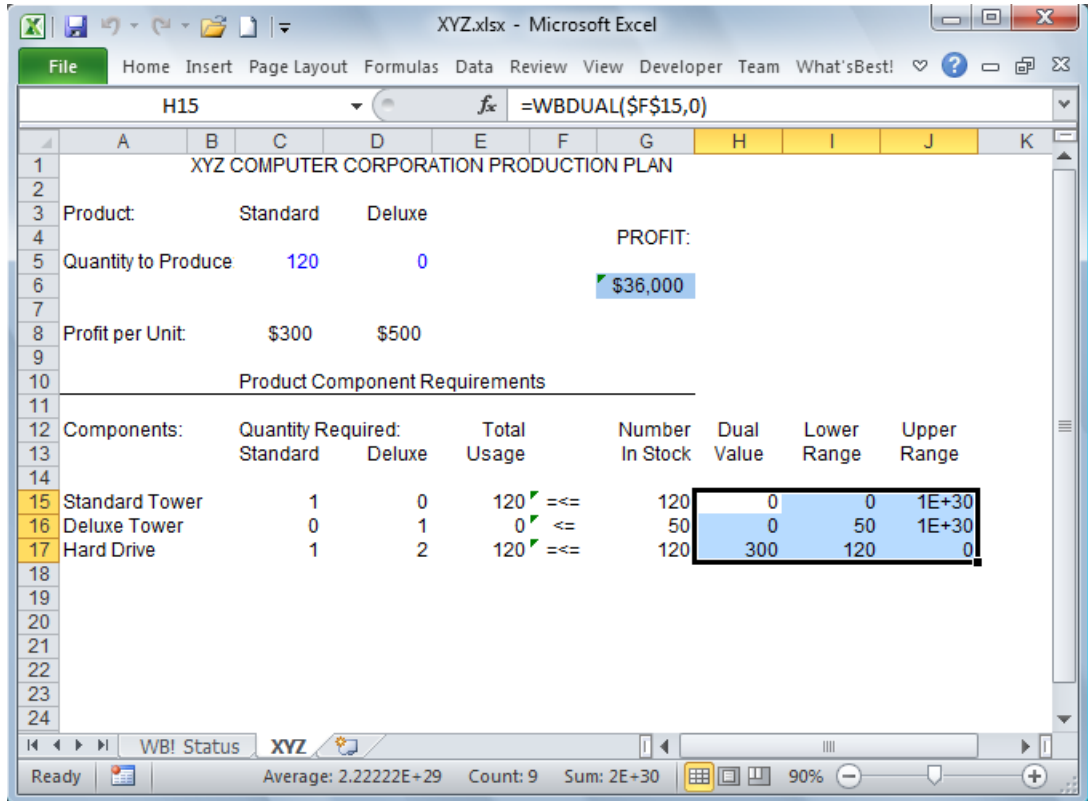 XYZ.xlsx - Microsoft Excel
File Home Insert Page Layout Formulas Data Review View Developer Team What'sBest!
H15 fx =WBDUAL($F$15,0)
A B C D E F G H I J K
1 XYZ COMPUTER CORPORATION PRODUCTION PLAN
2
3 Product: Standard Deluxe
4 PROFIT:
5 Quantity to Produce 120 0
6 $36,000
7
8 Profit per Unit: $300 $500
9
10 Product Component Requirements
11
12 Components: Quantity Required: Total Number Dual Lower Upper
13 Standard Deluxe Usage In Stock Value Range Range
14
15 Standard Tower 1 0 120 =<= 120 0 0 1E+30
16 Deluxe Tower 0 1 0 <= 50 0 50 1E+30
17 Hard Drive 1 2 120 =<= 120 300 120 0
18
19
20
21
22
23
24
WB! Status XYZ
Ready Average: 2.22222E+29 Count: 9 Sum: 2E+30 90%